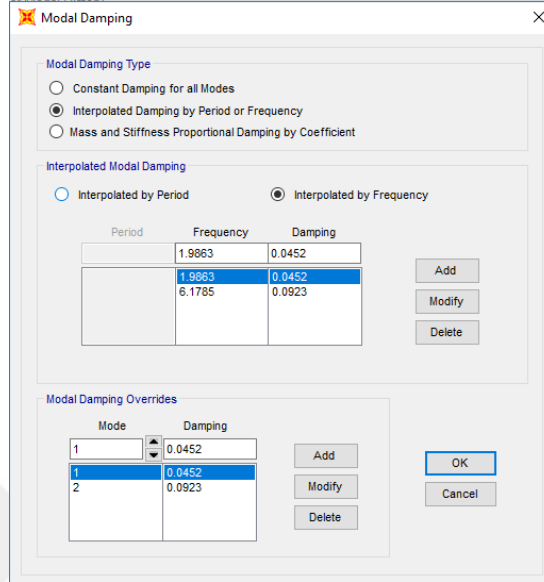 Modal Damping
Modal Damping Type
Constant Damping for all Modes
Interpolated Damping by Period or Frequency
Mass and Stiffness Proportional Damping by Coefficient
Interpolated Modal Damping
Interpolated by Period Interpolated by Frequency
Period Frequency Damping
1.9863 0.0452
1.9863 0.0452
6.1785 0.0923
Add
Modify
Delete
Modal Damping Overrides
Mode Damping
1 0.0452
1 0.0452
2 0.0923
Add
Modify
Delete
OK
Cancel